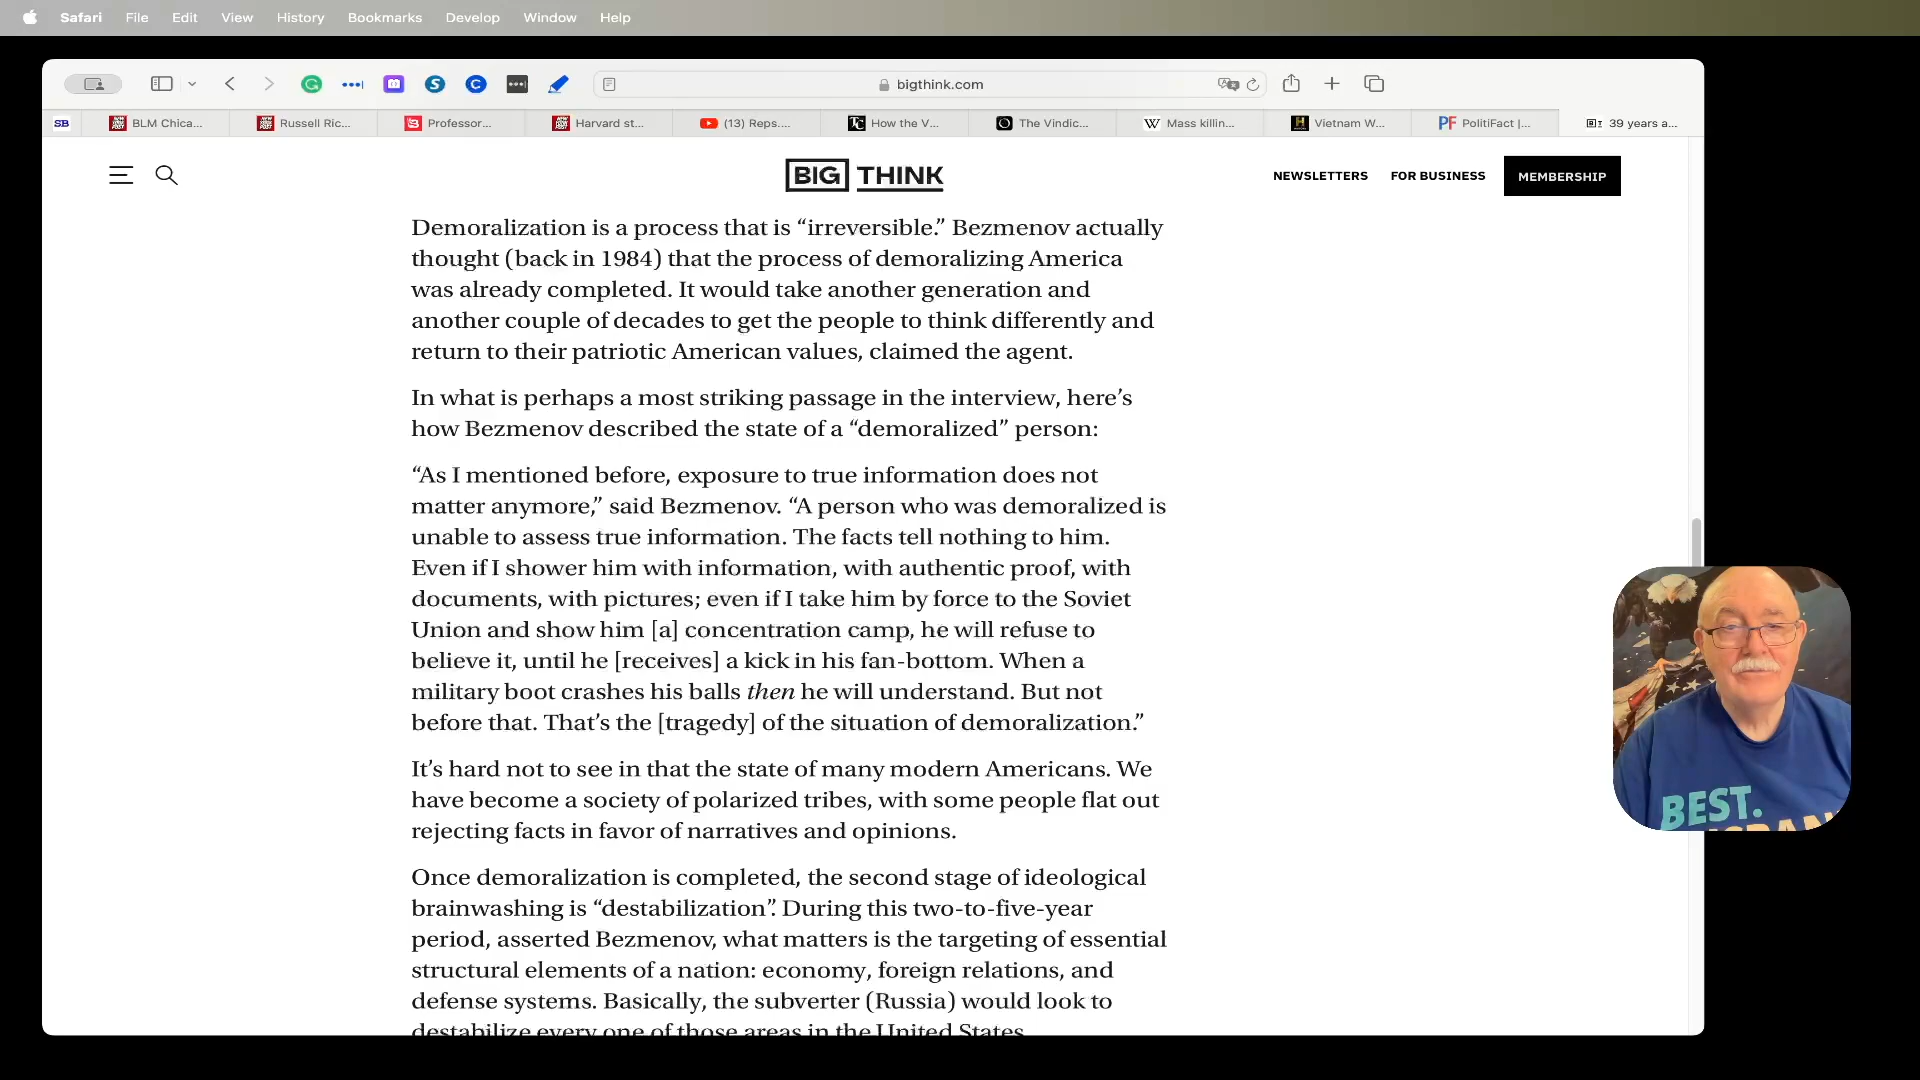 Safari File Edit View History Bookmarks Develop Window Help
bigthink.com
SB BLM Chica... Russell Ric... Professor... Harvard st... (13) Reps.... How the V... The Vindic... Mass killin... Vietnam W... PolitiFact |... 39 years a...
BIG THINK
NEWSLETTERS FOR BUSINESS MEMBERSHIP
Demoralization is a process that is “irreversible.” Bezmenov actually
thought (back in 1984) that the process of demoralizing America
was already completed. It would take another generation and
another couple of decades to get the people to think differently and
return to their patriotic American values, claimed the agent.
In what is perhaps a most striking passage in the interview, here’s
how Bezmenov described the state of a “demoralized” person:
“As I mentioned before, exposure to true information does not
matter anymore,” said Bezmenov. “A person who was demoralized is
unable to assess true information. The facts tell nothing to him.
Even if I shower him with information, with authentic proof, with
documents, with pictures; even if I take him by force to the Soviet
Union and show him [a] concentration camp, he will refuse to
believe it, until he [receives] a kick in his fan-bottom. When a
military boot crashes his balls then he will understand. But not
before that. That’s the [tragedy] of the situation of demoralization.”
It’s hard not to see in that the state of many modern Americans. We
have become a society of polarized tribes, with some people flat out
rejecting facts in favor of narratives and opinions.
Once demoralization is completed, the second stage of ideological
brainwashing is “destabilization”. During this two-to-five-year
period, asserted Bezmenov, what matters is the targeting of essential
structural elements of a nation: economy, foreign relations, and
defense systems. Basically, the subverter (Russia) would look to
destabilize every one of those areas in the United States,
BEST.